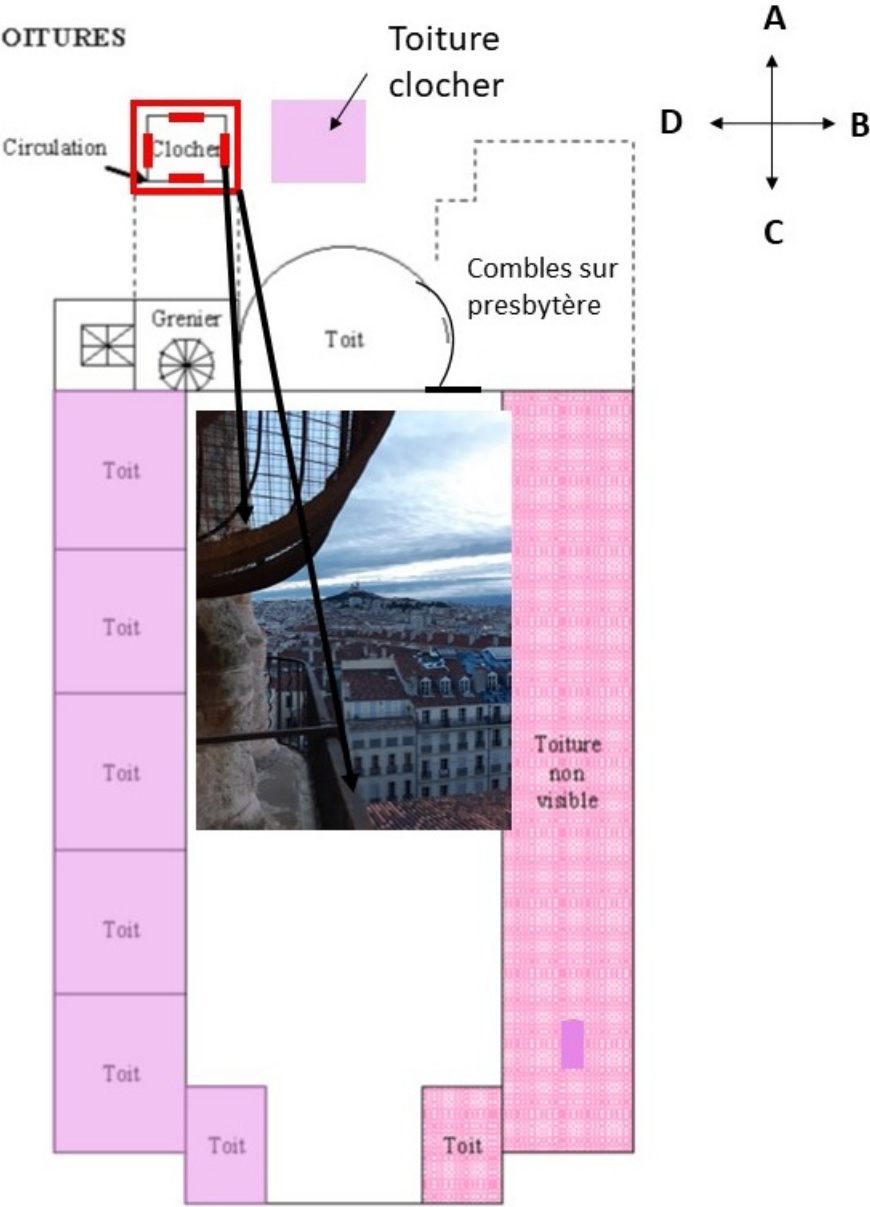 OITURES
Toiture
clocher
A
D
B
C
Circulation
Clocher
Combles sur
presbytère
Grenier
Toit
Toit
Toit
Toit
Toit
Toit
Toiture
non
visible
Toit
Toit